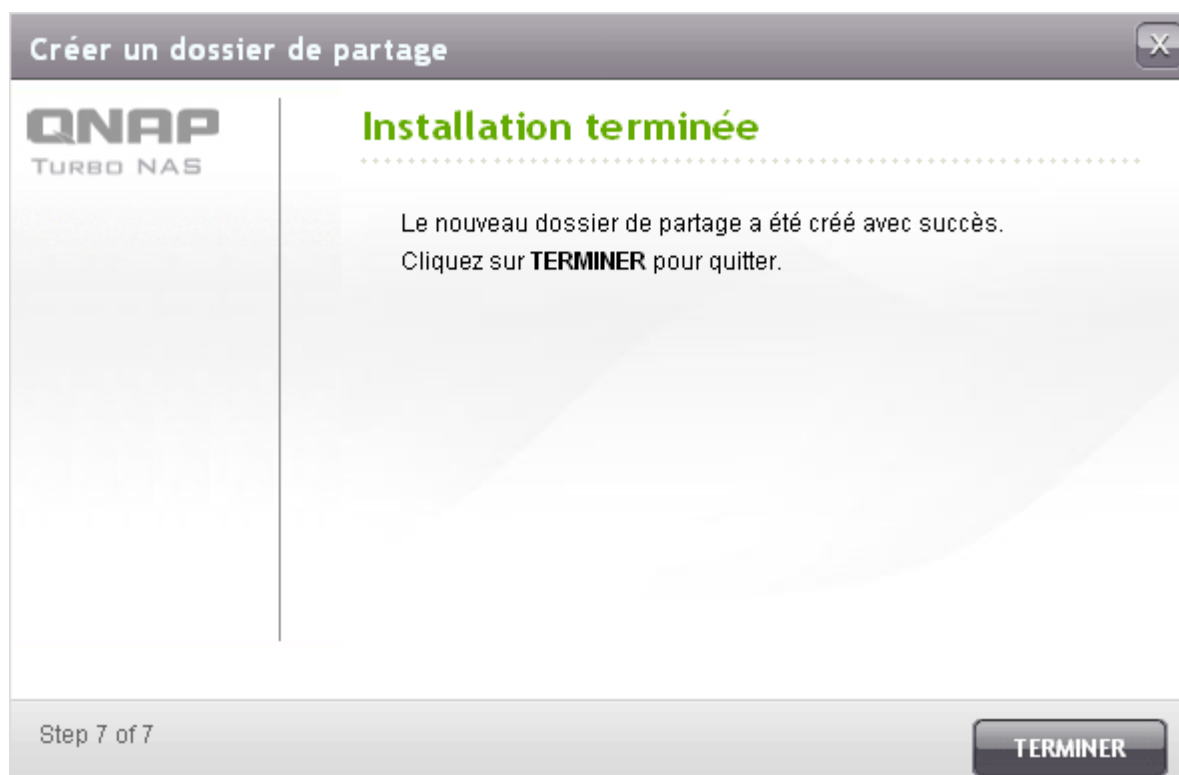 Créer un dossier de partage
X
QNAP
TURBO NAS
Installation terminée
Le nouveau dossier de partage a été créé avec succès.
Cliquez sur TERMINER pour quitter.
Step 7 of 7
TERMINER